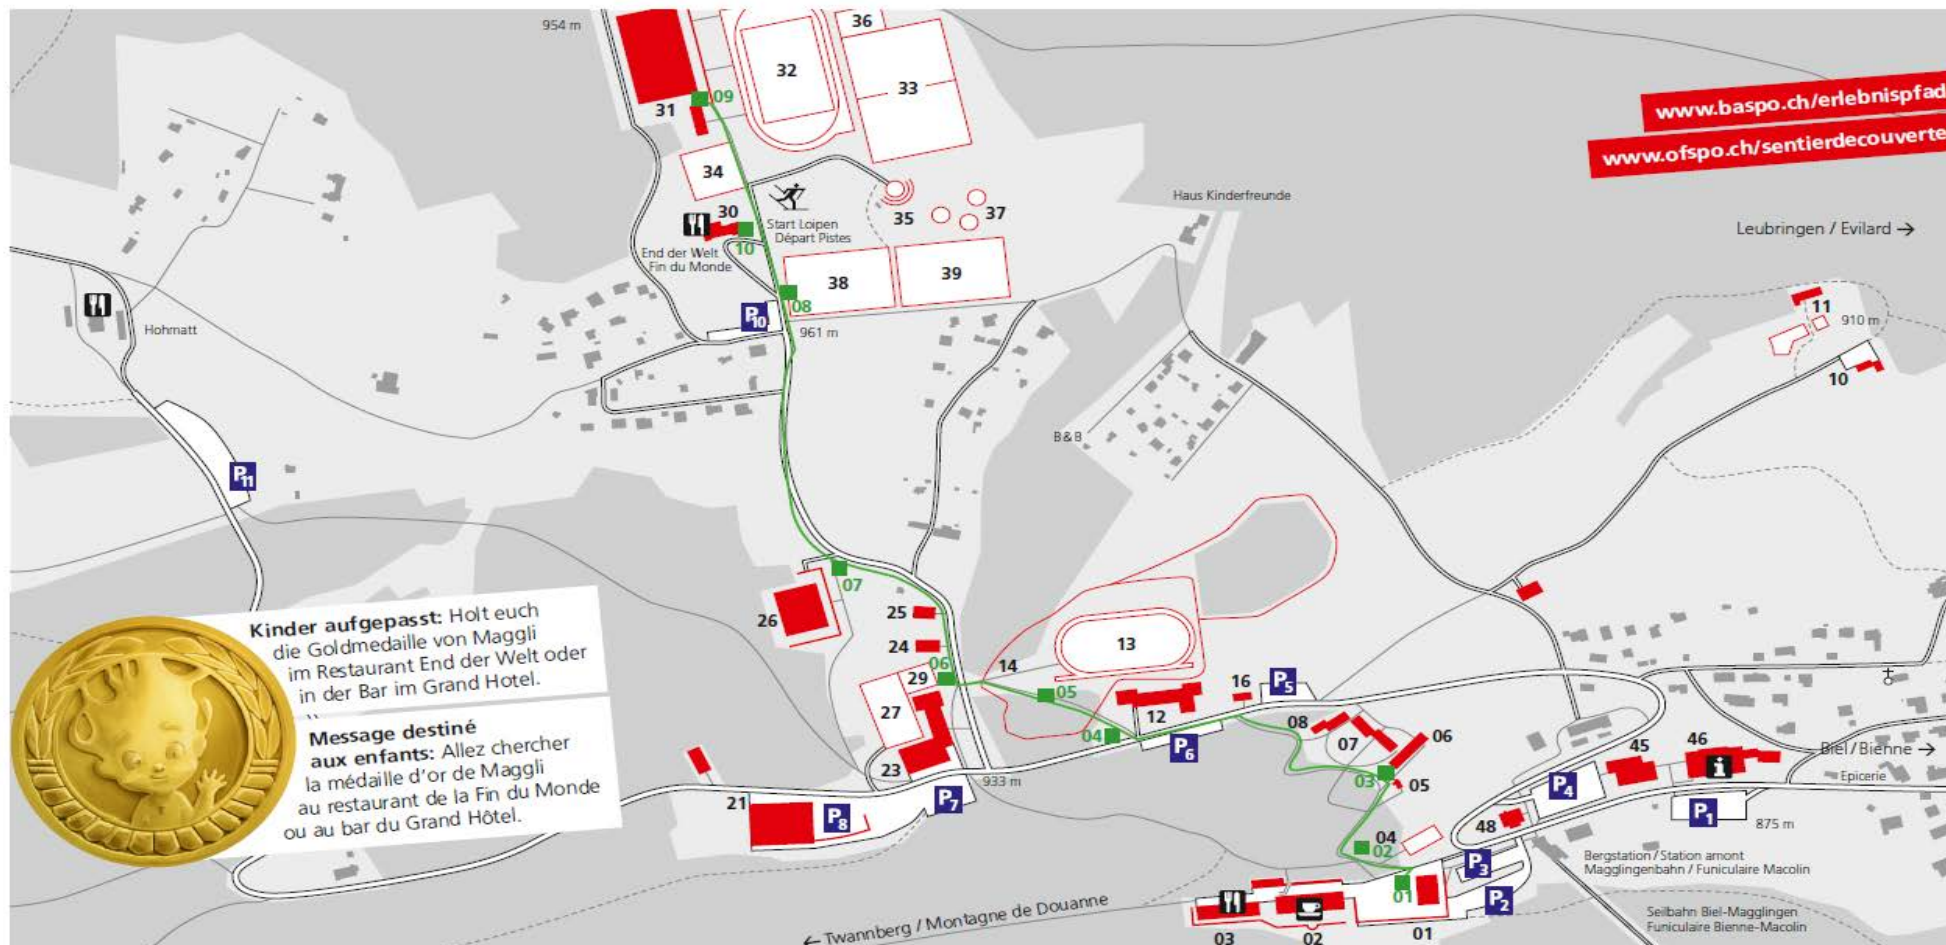 954 m
36
32
33
31
09
34
www.baspo.ch/erlebnispfad
www.ofspo.ch/sentierdecouverte
30
10
Start Loipen
Départ Pistes
35
37
Haus Kinderfreunde
Leubringen / Evilard →
End der Welt
Fin du Monde
38
39
08
P10
961 m
Hohmatt
11
910 m
10
B & B
P11
07
26
25
24
06
29
27
23
14
13
05
04
12
16
P5
P6
08
07
06
03
05
933 m
P7
21
P8
45
46
i
Biel / Bienne →
Epicerie
P4
P1
875 m
48
04
02
P3
P2
01
01
02
03
Bergstation / Station amont
Magglingenbahn / Funiculaire Macolin
Seilbahn Biel-Magglingen
Funiculaire Bienne-Macolin
← Twannberg / Montagne de Douanne
Kinder aufgepasst: Holt euch
die Goldmedaille von Maggli
im Restaurant End der Welt oder
in der Bar im Grand Hotel.
Message destiné
aux enfants: Allez chercher
la médaille d'or de Maggli
au restaurant de la Fin du Monde
ou au bar du Grand Hôtel.